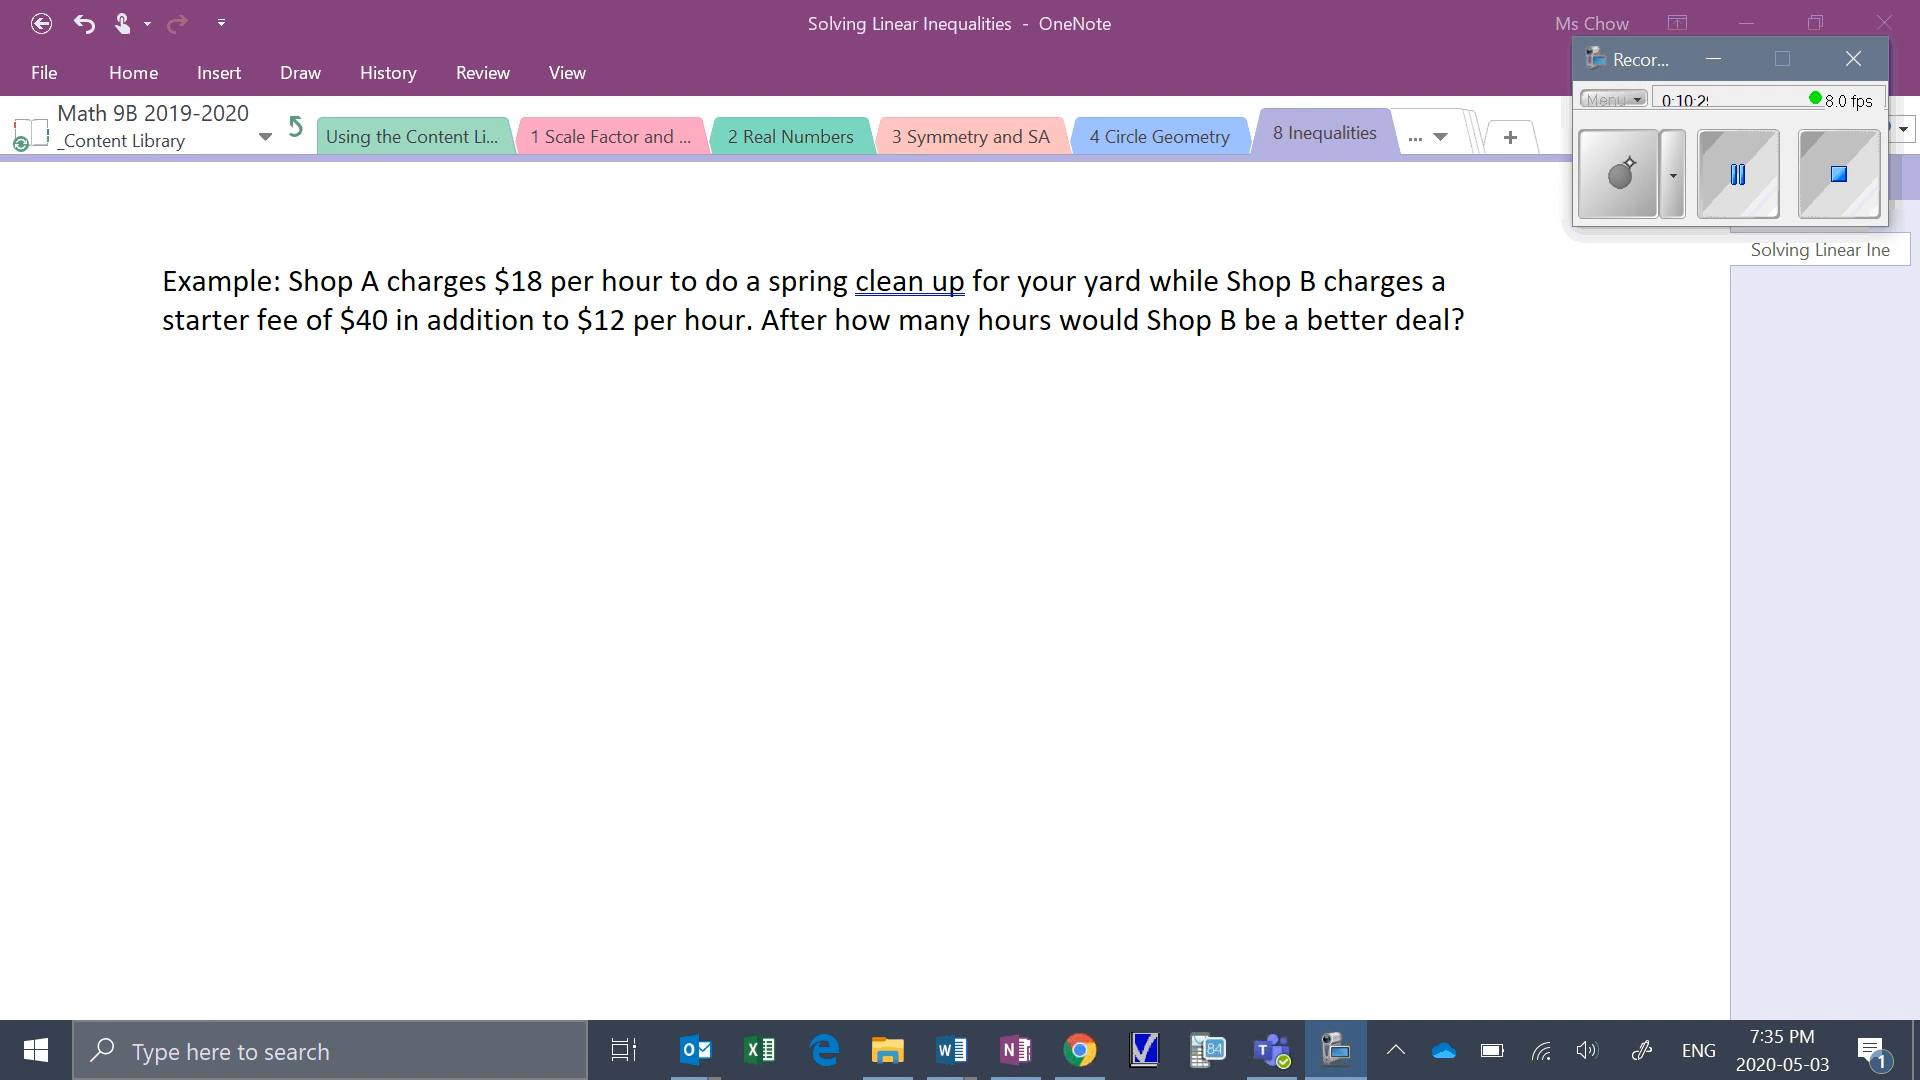 Solving Linear Inequalities - OneNote
Ms Chow
File Home Insert Draw History Review View
Recor...
Menu 8.0 fps
Math 9B 2019-2020
_Content Library
Using the Content Li... 1 Scale Factor and ... 2 Real Numbers 3 Symmetry and SA 4 Circle Geometry 8 Inequalities ... +
Solving Linear Ine
Example: Shop A charges $18 per hour to do a spring clean up for your yard while Shop B charges a
starter fee of $40 in addition to $12 per hour. After how many hours would Shop B be a better deal?
Type here to search
84
ENG
7:35 PM
2020-05-03
1